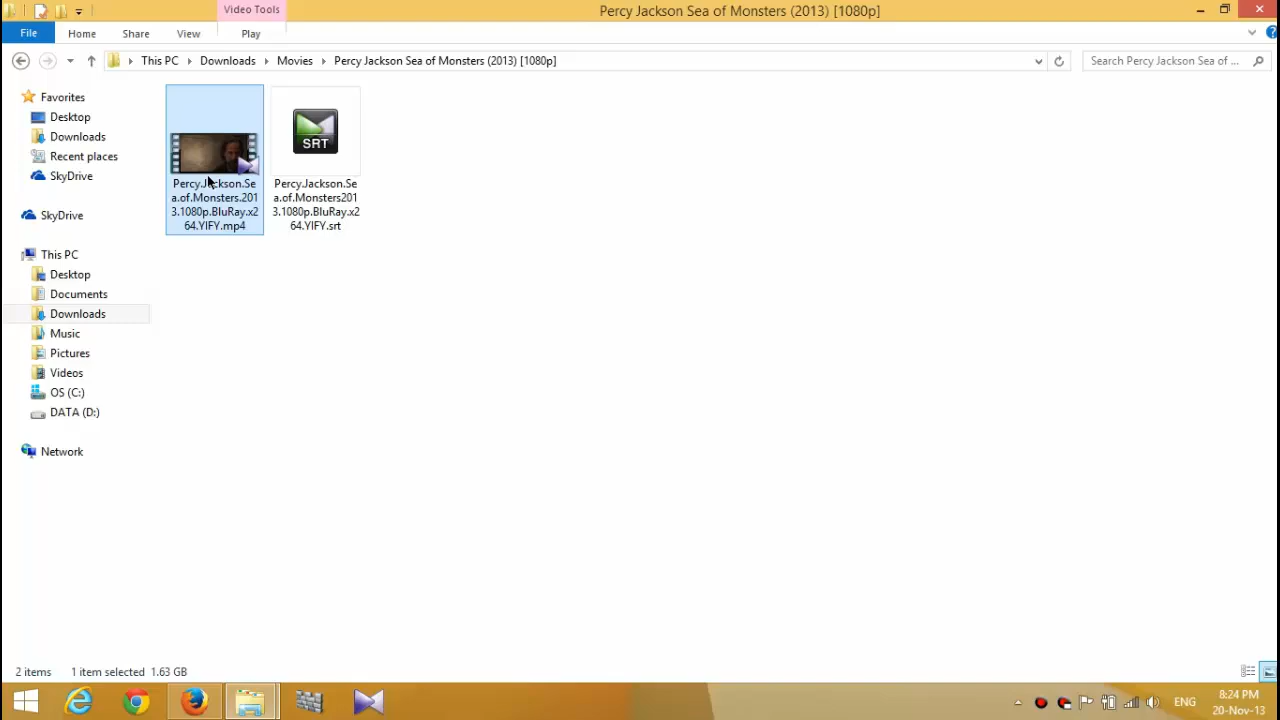 Video Tools
Percy Jackson Sea of Monsters (2013) [1080p]
File
Home
Share
View
Play
This PC
Downloads
Movies
Percy Jackson Sea of Monsters (2013) [1080p]
Search Percy Jackson Sea of ...
Favorites
Desktop
Downloads
Recent places
SkyDrive
SkyDrive
This PC
Desktop
Documents
Downloads
Music
Pictures
Videos
OS (C:)
DATA (D:)
Network
Percy.Jackson.Se
a.of.Monsters.201
3.1080p.BluRay.x2
64.YIFY.mp4
SRT
Percy.Jackson.Se
a.of.Monsters201
3.1080p.BluRay.x2
64.YIFY.srt
2 items 1 item selected 1.63 GB
ENG
8:24 PM
20-Nov-13